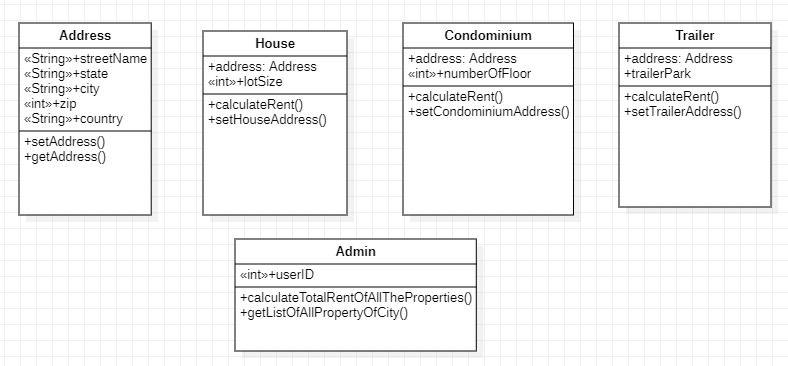 Address
«String»+streetName
«String»+state
«String»+city
«int»+zip
«String»+country
+setAddress()
+getAddress()
House
+address: Address
«int»+lotSize
+calculateRent()
+setHouseAddress()
Condominium
+address: Address
«int»+numberOfFloor
+calculateRent()
+setCondominiumAddress()
Trailer
+address: Address
+trailerPark
+calculateRent()
+setTrailerAddress()
Admin
«int»+userID
+calculateTotalRentOfAllTheProperties()
+getListOfAllPropertyOfCity()